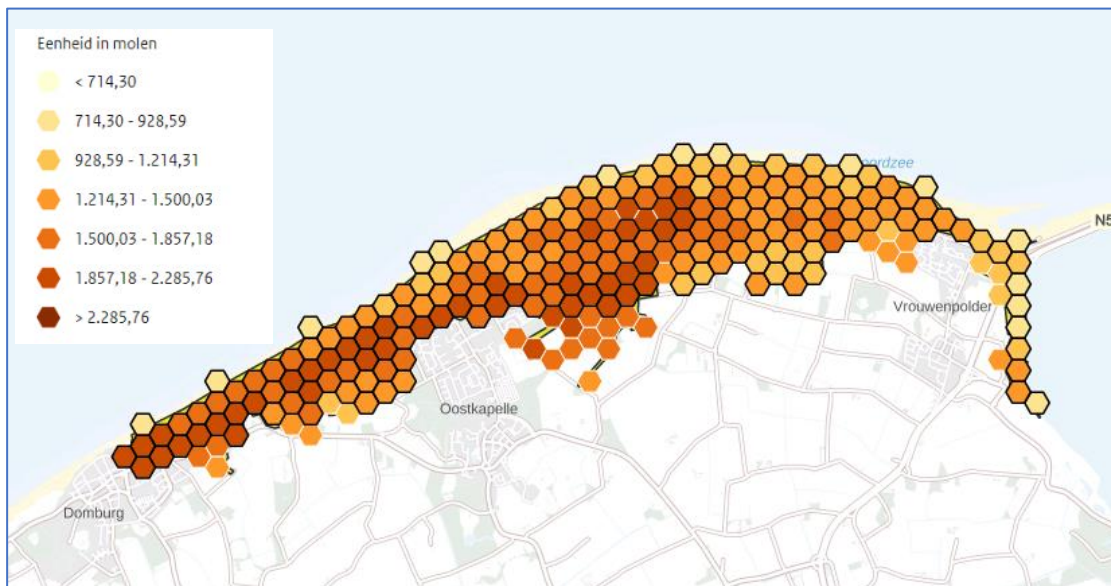 Eenheid in molen
< 714,30
714,30 - 928,59
928,59 - 1.214,31
1.214,31 - 1.500,03
1.500,03 - 1.857,18
1.857,18 - 2.285,76
> 2.285,76
N5
Vrouwenpolder
Oostkapelle
Domburg